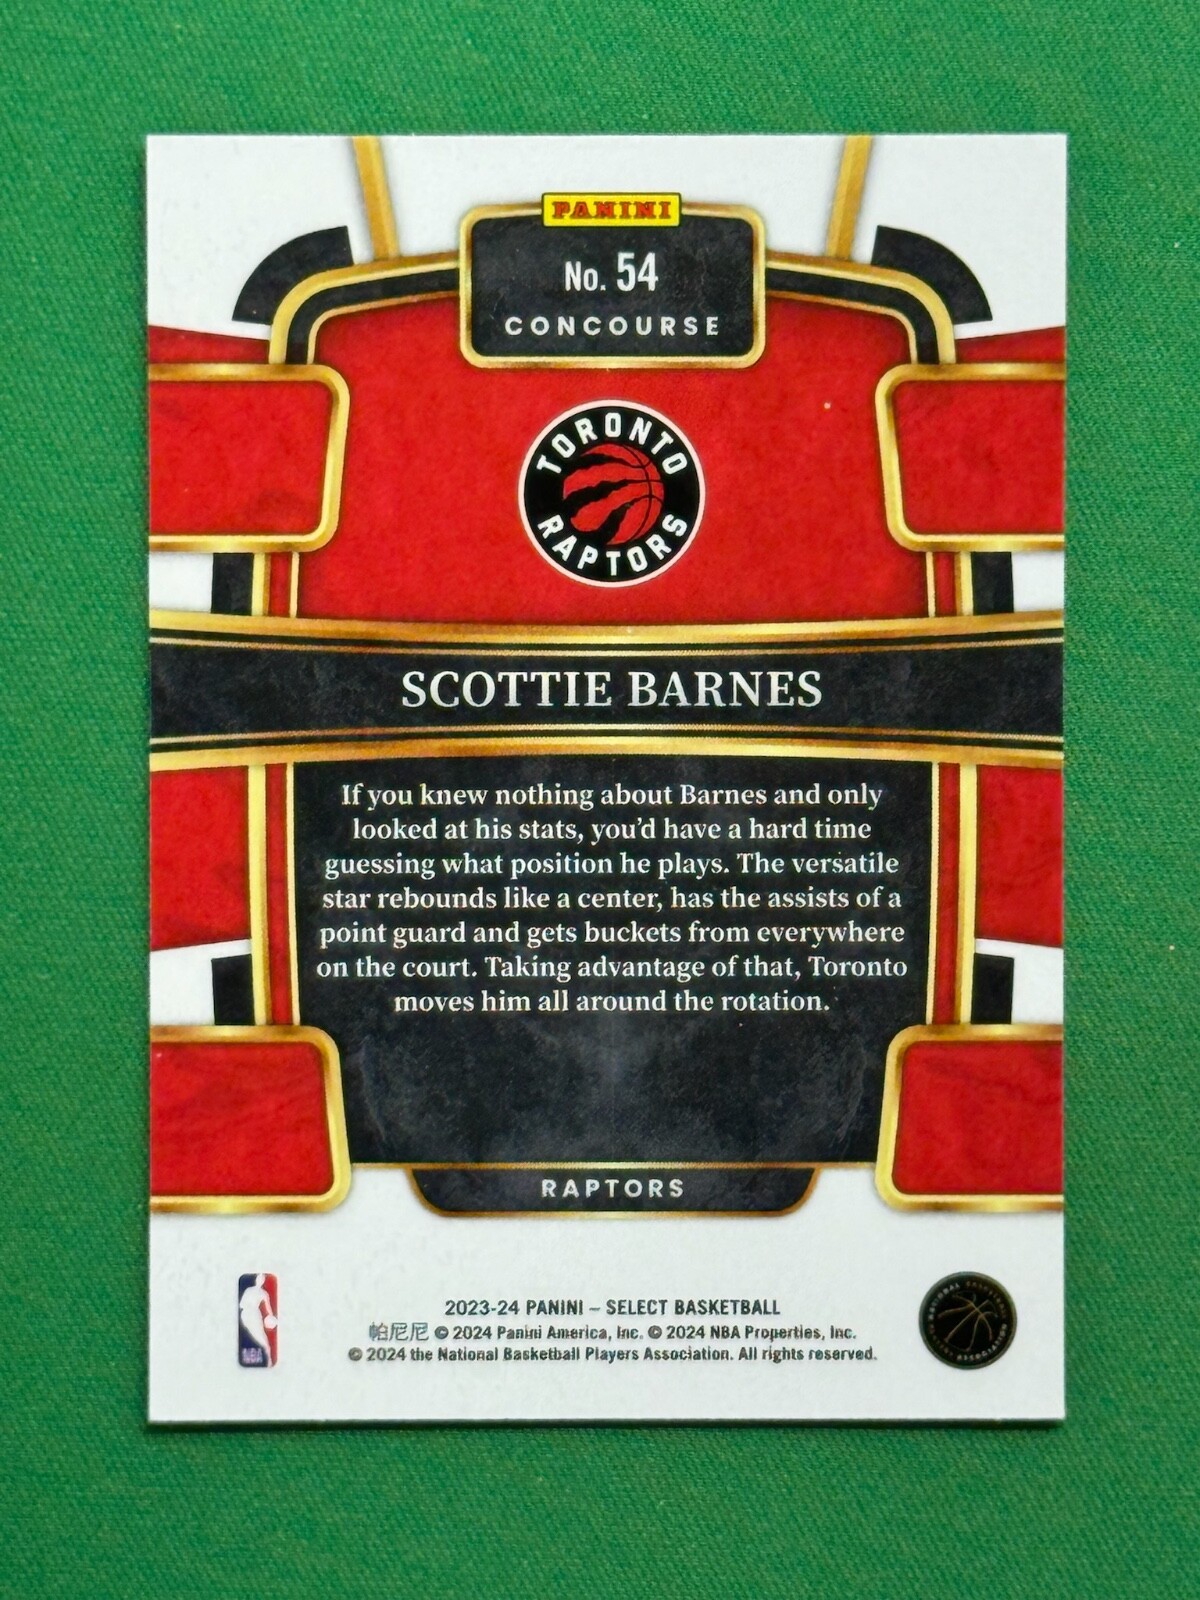 PANINI
No. 54
CONCOURSE
TORONTO
RAPTORS
SCOTTIE BARNES
If you knew nothing about Barnes and only
looked at his stats, you'd have a hard time
guessing what position he plays. The versatile
star rebounds like a center, has the assists of a
point guard and gets buckets from everywhere
on the court. Taking advantage of that, Toronto
moves him all around the rotation.
RAPTORS
NBA
2023-24 PANINI – SELECT BASKETBALL
帕尼尼 © 2024 Panini America, Inc. © 2024 NBA Properties, Inc.
© 2024 the National Basketball Players Association. All rights reserved.